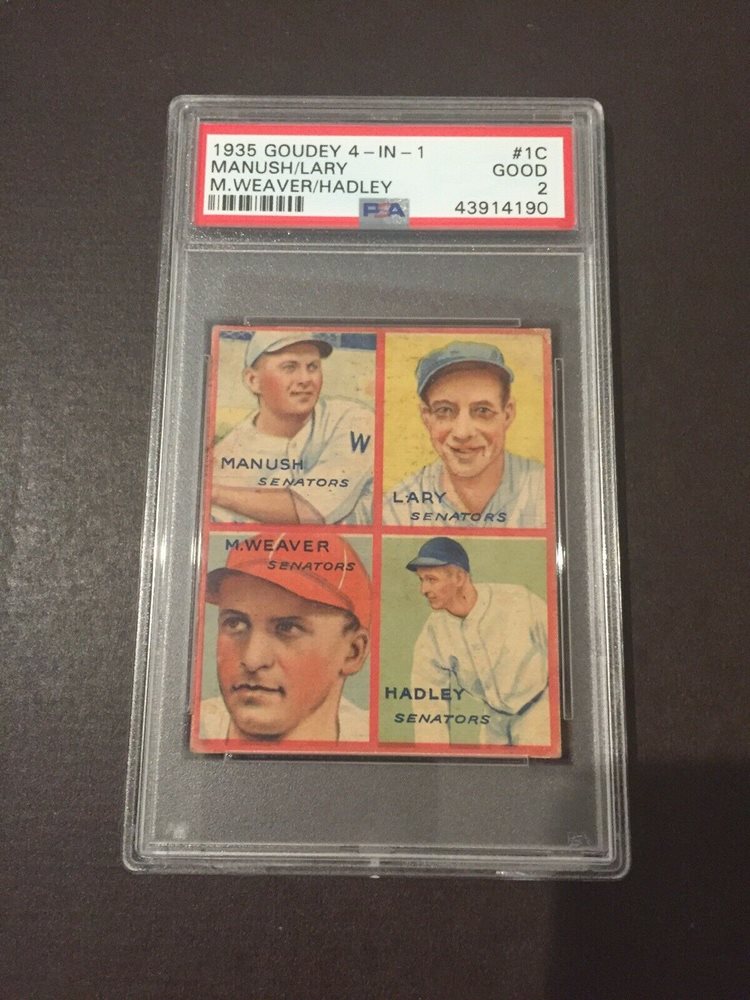 1935 GOUDEY 4-IN-1 #1C
MANUSH/LARY GOOD
M.WEAVER/HADLEY 2
PSA 43914190
W
MANUSH
SENATORS
LARY
SENATORS
M.WEAVER
SENATORS
HADLEY
SENATORS